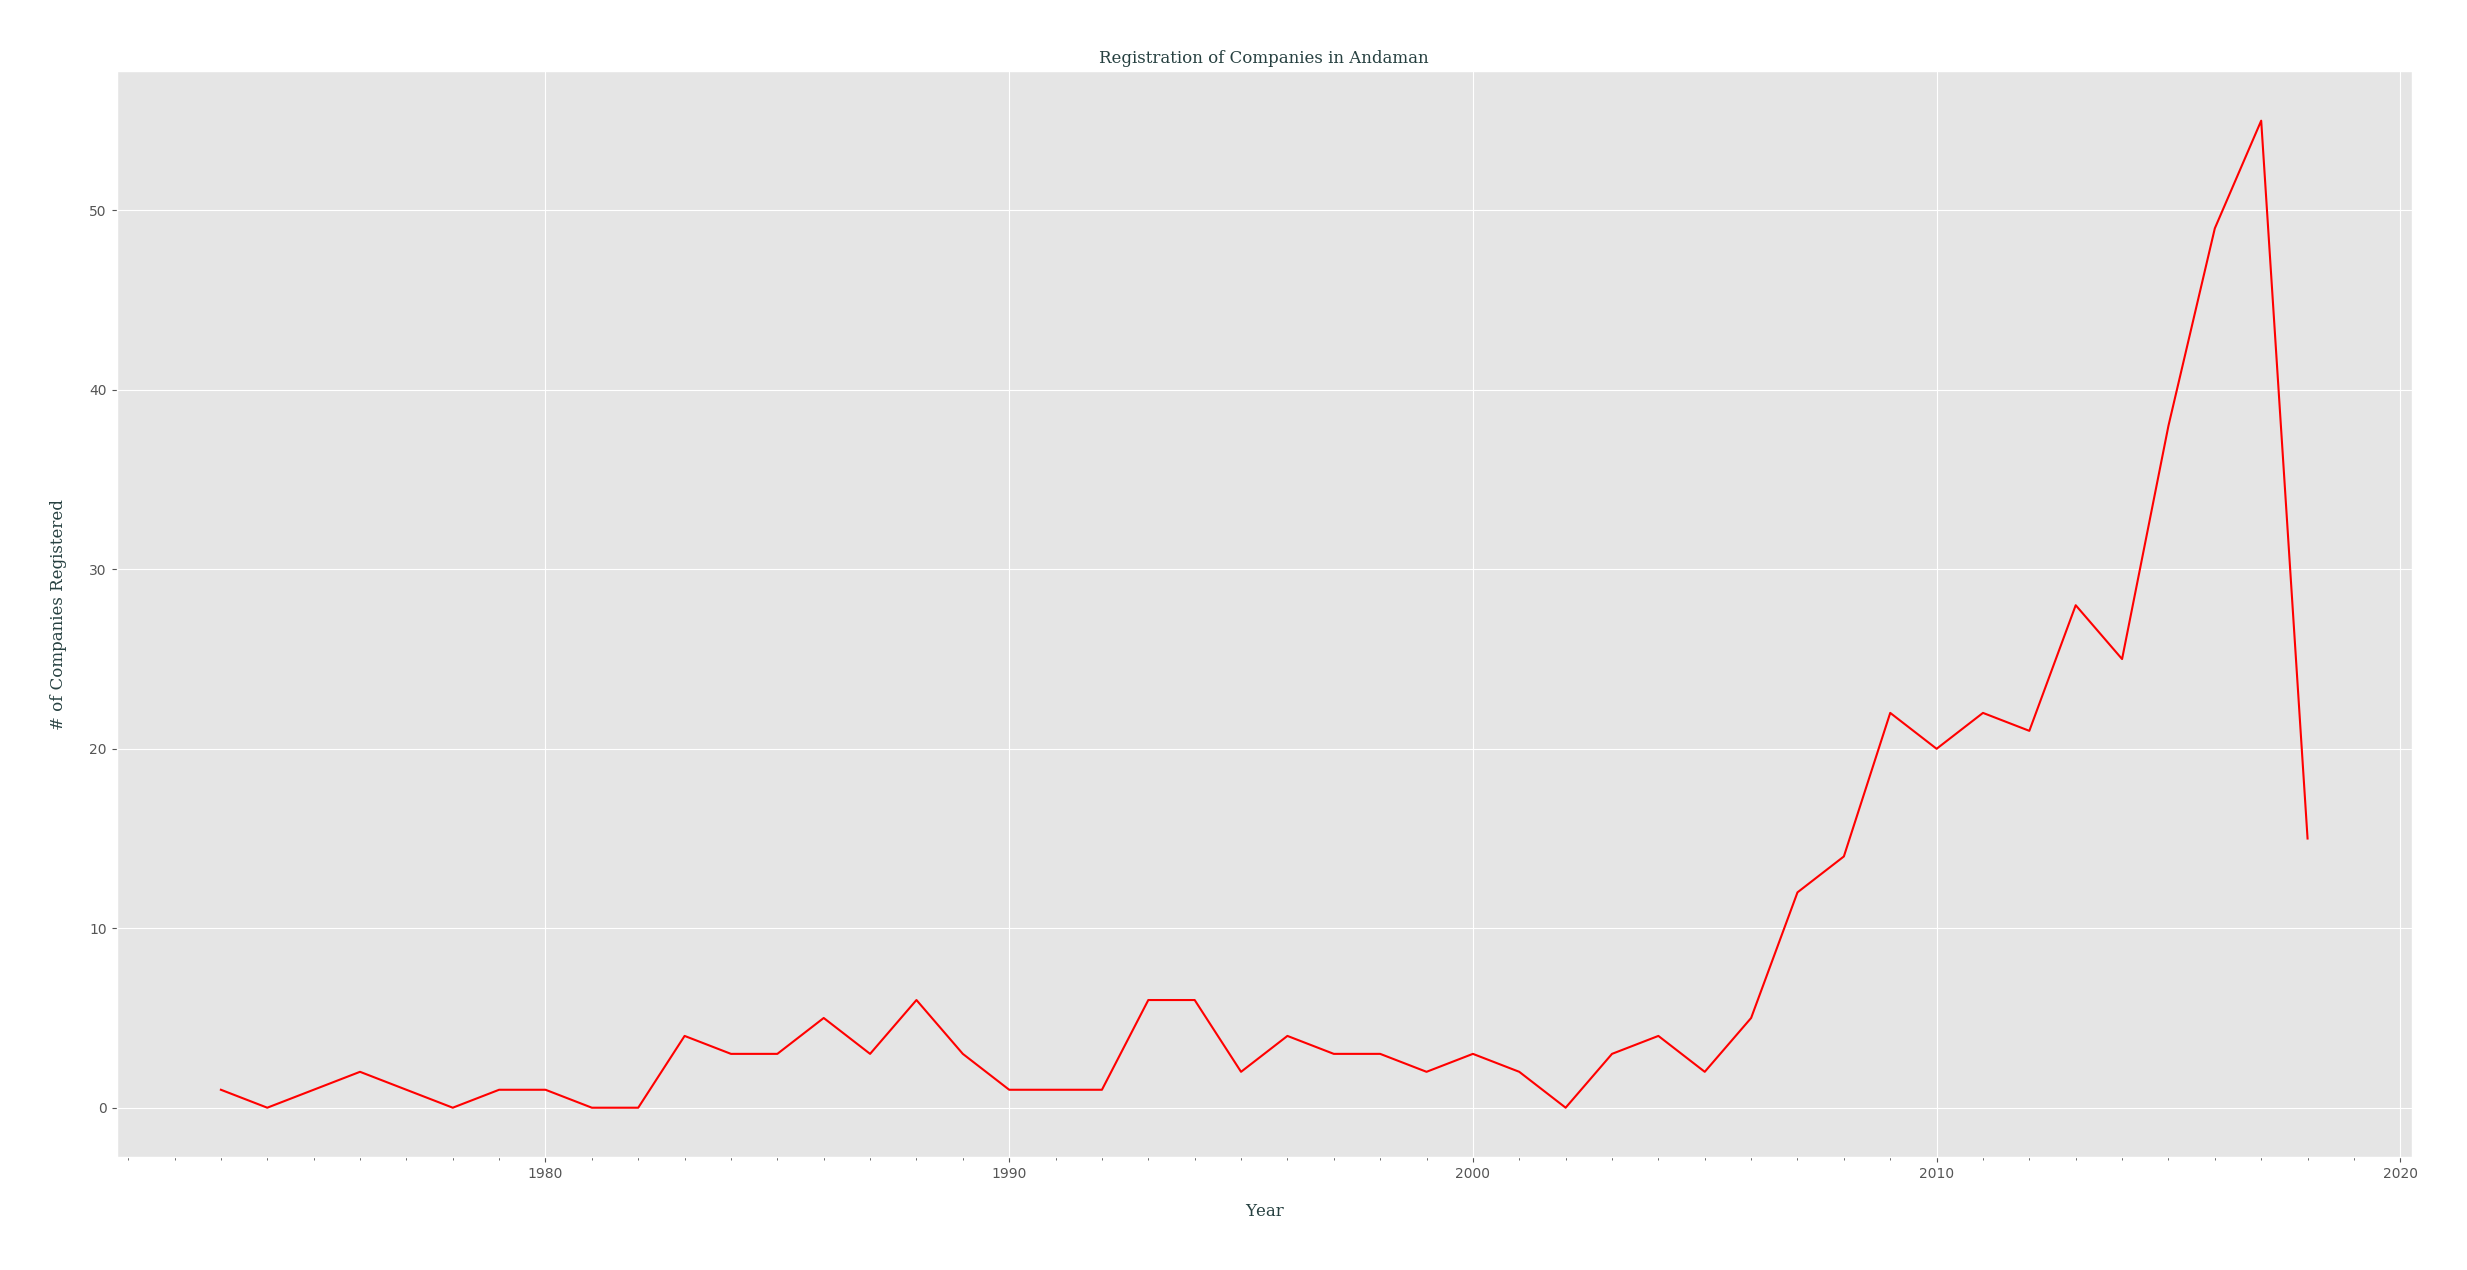 Registration of Companies in Andaman
# of Companies Registered
50
40
30
20
10
0
1980 1990 2000 2010 2020
Year